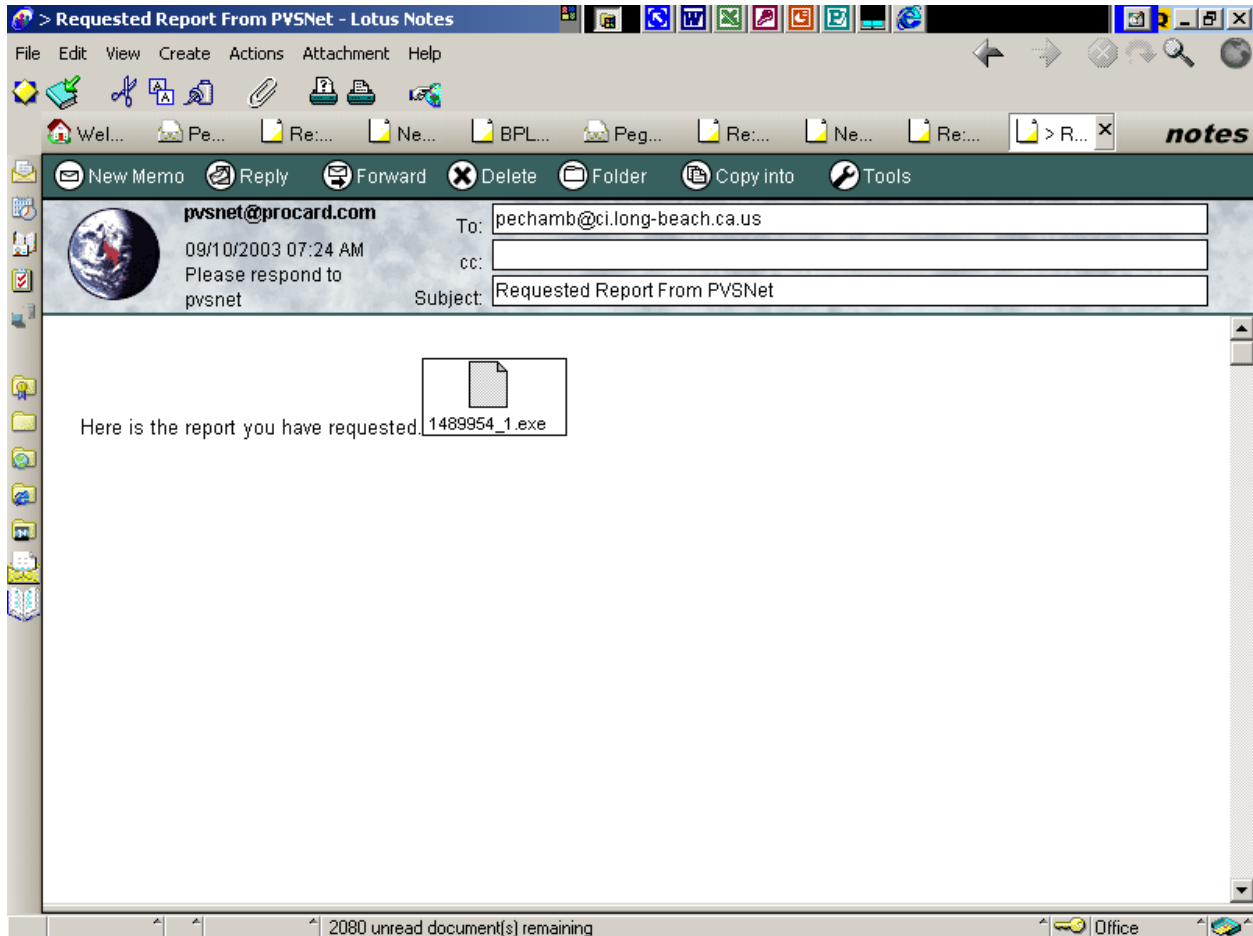 > Requested Report From PVSNet - Lotus Notes
File Edit View Create Actions Attachment Help
Wel... Pe... Re:... Ne... BPL... Peg... Re:... Ne... Re:... > R... notes
New Memo Reply Forward Delete Folder Copy into Tools
pvsnet@procard.com
09/10/2003 07:24 AM
Please respond to
pvsnet
To: pechamb@ci.long-beach.ca.us
cc:
Subject: Requested Report From PVSNet
Here is the report you have requested.
1489954_1.exe
2080 unread document(s) remaining
Office